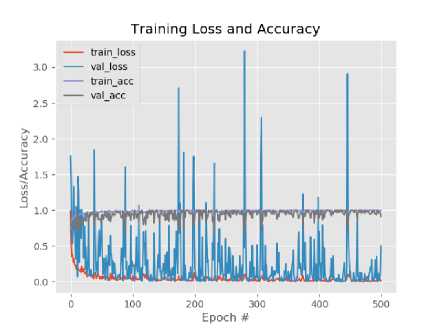 Training Loss and Accuracy
train_loss
val_loss
train_acc
val_acc
3.0
2.5
2.0
1.5
1.0
0.5
0.0
Loss/Accuracy
0 100 200 300 400 500
Epoch #